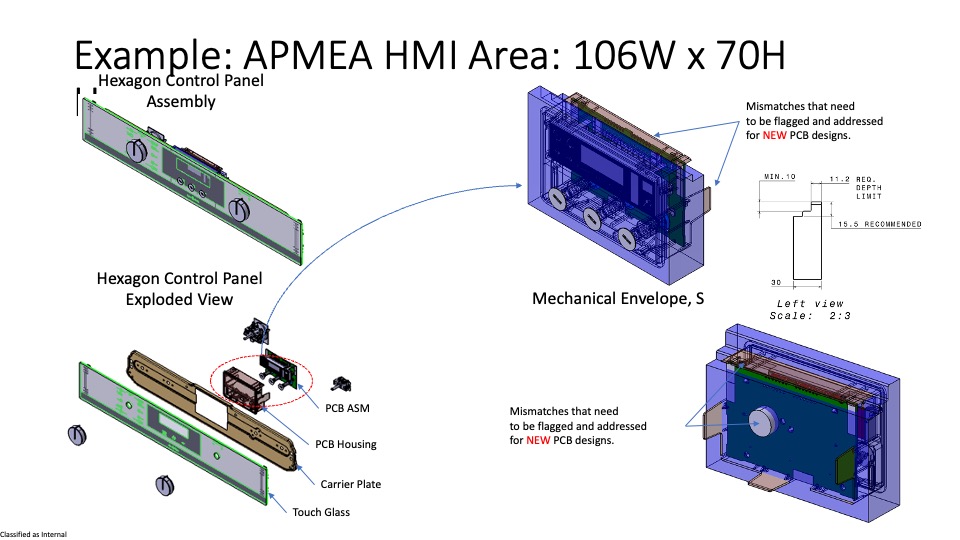 Example: APMEA HMI Area: 106W x 70H
Hexagon Control Panel
Assembly
Mismatches that need
to be flagged and addressed
for NEW PCB designs.
MIN.10
11.2 REQ.
DEPTH
LIMIT
15.5 RECOMMENDED
30
Left view
Scale: 2:3
Hexagon Control Panel
Exploded View
Mechanical Envelope, S
PCB ASM
PCB Housing
Carrier Plate
Touch Glass
Mismatches that need
to be flagged and addressed
for NEW PCB designs.
Classified as Internal